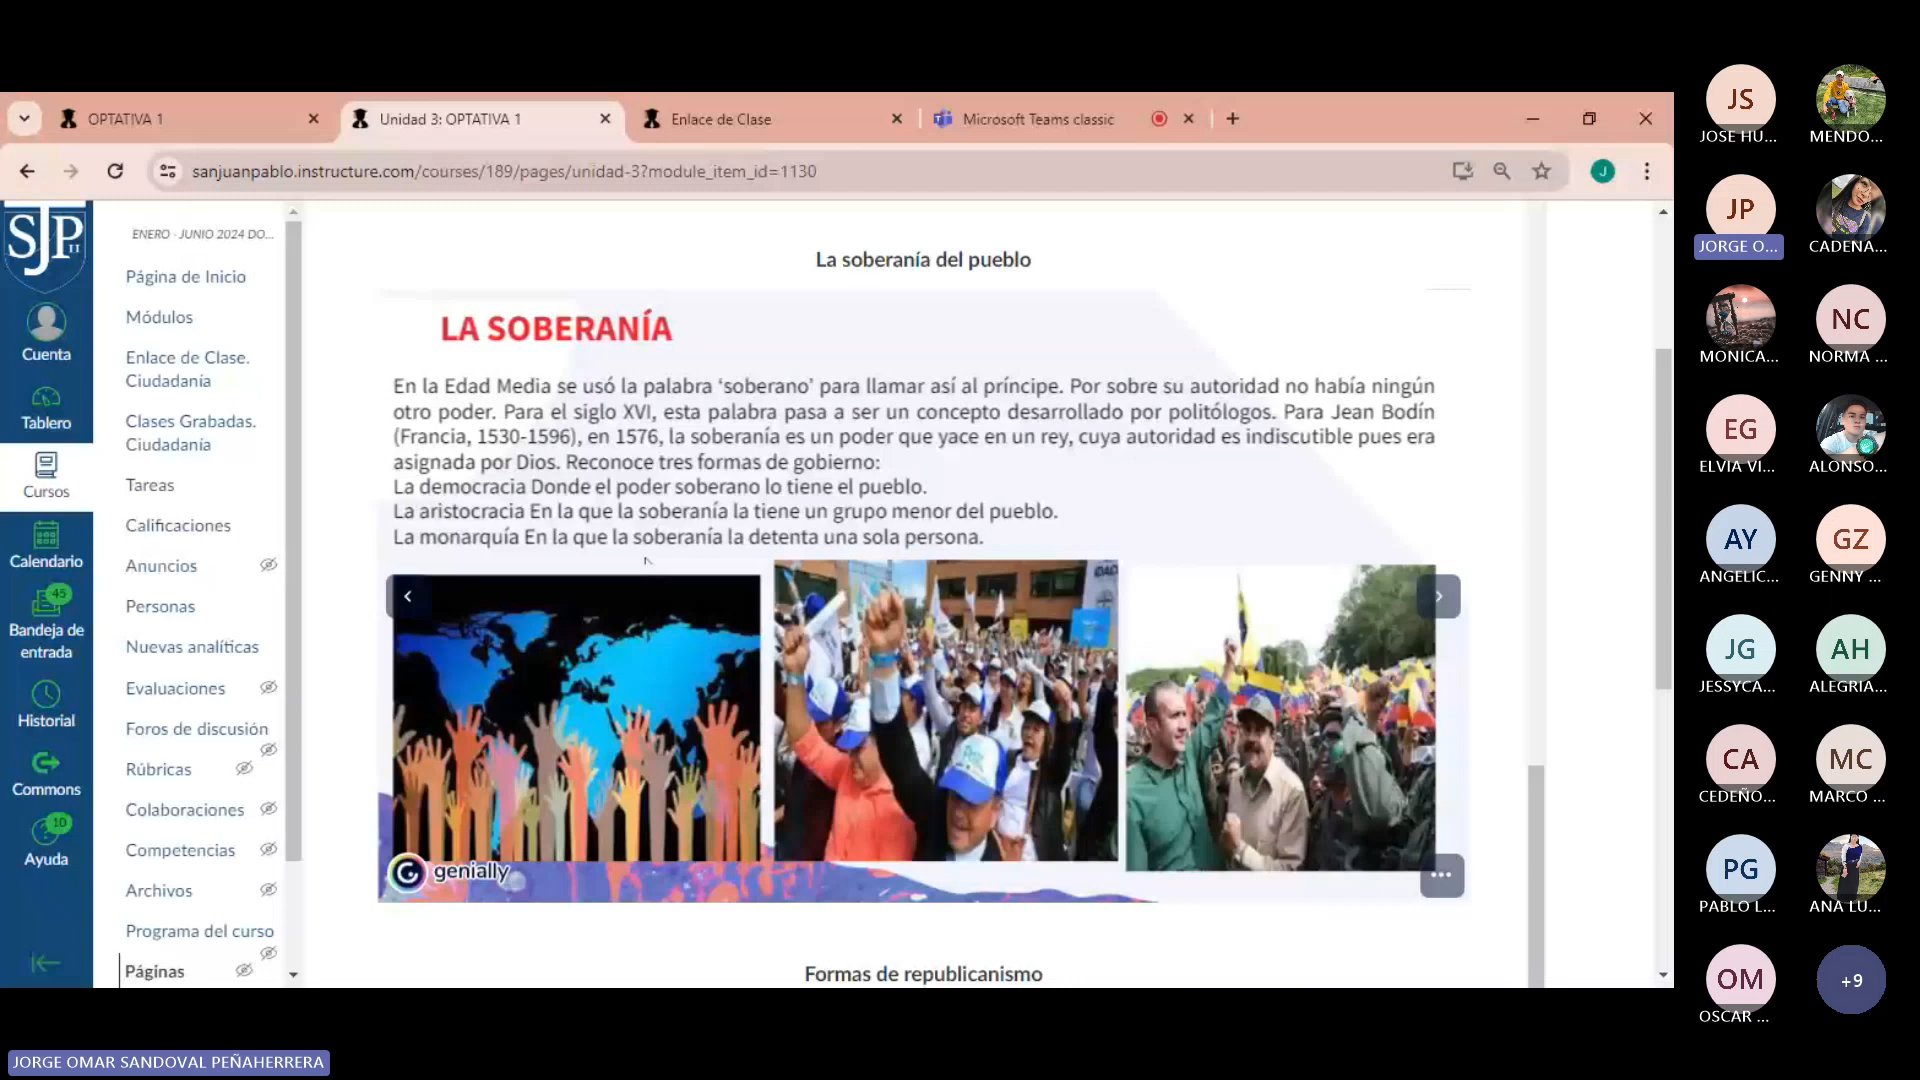 OPTATIVA 1
Unidad 3: OPTATIVA 1
Enlace de Clase
Microsoft Teams classic
sanjuanpablo.instructure.com/courses/189/pages/unidad-3?module_item_id=1130
J
SJP
II
Cuenta
Tablero
Cursos
Calendario
45
Bandeja de
entrada
Historial
Commons
10
Ayuda
ENERO - JUNIO 2024 DO...
Página de Inicio
Módulos
Enlace de Clase.
Ciudadanía
Clases Grabadas.
Ciudadanía
Tareas
Calificaciones
Anuncios
Personas
Nuevas analíticas
Evaluaciones
Foros de discusión
Rúbricas
Colaboraciones
Competencias
Archivos
Programa del curso
Páginas
La soberanía del pueblo
LA SOBERANÍA
En la Edad Media se usó la palabra ‘soberano’ para llamar así al príncipe. Por sobre su autoridad no había ningún
otro poder. Para el siglo XVI, esta palabra pasa a ser un concepto desarrollado por politólogos. Para Jean Bodín
(Francia, 1530-1596), en 1576, la soberanía es un poder que yace en un rey, cuya autoridad es indiscutible pues era
asignada por Dios. Reconoce tres formas de gobierno:
La democracia Donde el poder soberano lo tiene el pueblo.
La aristocracia En la que la soberanía la tiene un grupo menor del pueblo.
La monarquía En la que la soberanía la detenta una sola persona.
genially
Formas de republicanismo
JS
JOSE HU...
MENDO...
JP
JORGE O...
CADENA...
MONICA...
NC
NORMA ...
EG
ELVIA VI...
ALONSO...
AY
ANGELIC...
GZ
GENNY ...
JG
JESSYCA...
AH
ALEGRIA...
CA
CEDEÑO...
MC
MARCO ...
PG
PABLO L...
ANA LU...
OM
OSCAR ...
+9
JORGE OMAR SANDOVAL PEÑAHERRERA